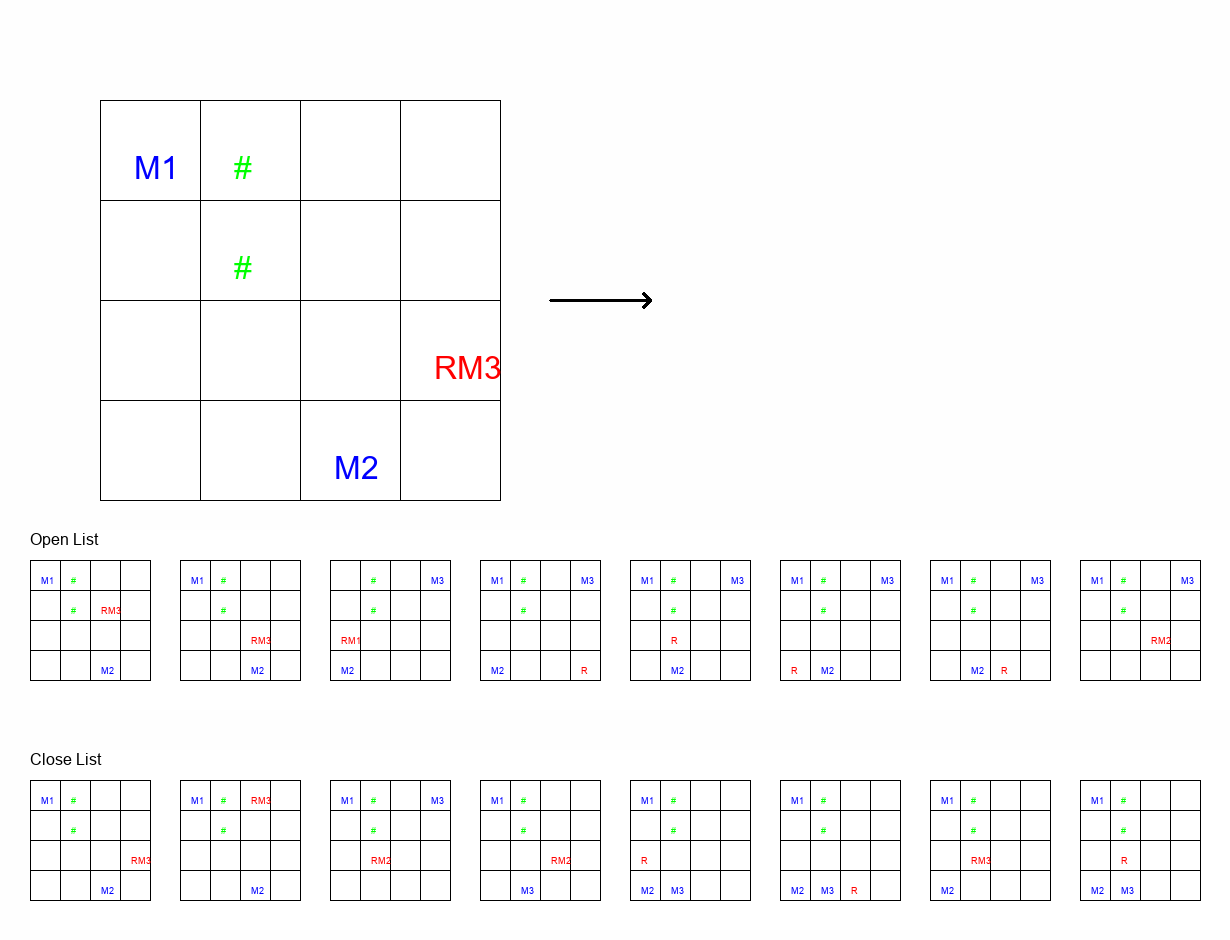 M1 #
#
RM3
M2
Open List
M1 # M1 # # M3 M1 # M3 M1 # M3 M1 # M3 M1 # M3 M1 # M3
# RM3 # # # # # # #
RM3 RM1 R RM2
M2 M2 M2 M2 R M2 R M2 M2 R
Close List
M1 # M1 # RM3 M1 # M3 M1 # M1 # M1 # M1 # M1 #
# # # # # # # #
RM3 RM2 RM2 R RM3 R
M2 M2 M3 M2 M3 M2 M3 R M2 M2 M3